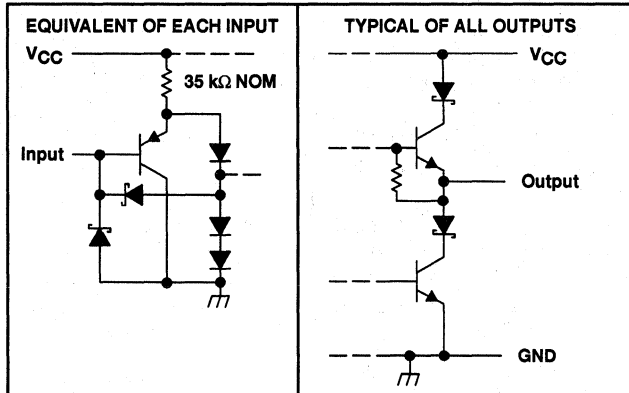 EQUIVALENT OF EACH INPUT
VCC
35 kΩ NOM
Input
TYPICAL OF ALL OUTPUTS
VCC
Output
GND